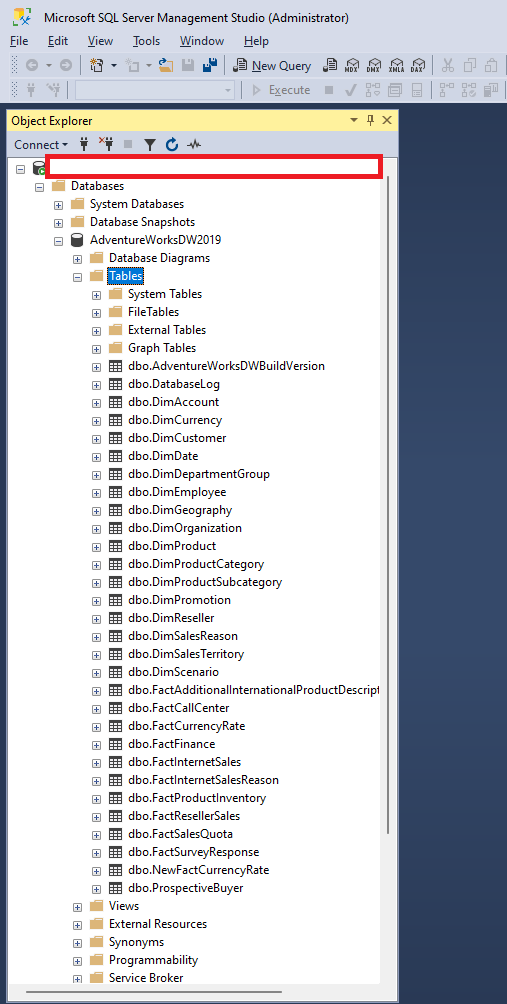 Microsoft SQL Server Management Studio (Administrator)
File Edit View Tools Window Help
New Query MDX DMX XMLA DAX
Execute
Object Explorer
Connect
Databases
System Databases
Database Snapshots
AdventureWorksDW2019
Database Diagrams
Tables
System Tables
FileTables
External Tables
Graph Tables
dbo.AdventureWorksDWBuildVersion
dbo.DatabaseLog
dbo.DimAccount
dbo.DimCurrency
dbo.DimCustomer
dbo.DimDate
dbo.DimDepartmentGroup
dbo.DimEmployee
dbo.DimGeography
dbo.DimOrganization
dbo.DimProduct
dbo.DimProductCategory
dbo.DimProductSubcategory
dbo.DimPromotion
dbo.DimReseller
dbo.DimSalesReason
dbo.DimSalesTerritory
dbo.DimScenario
dbo.FactAdditionalInternationalProductDescript
dbo.FactCallCenter
dbo.FactCurrencyRate
dbo.FactFinance
dbo.FactInternetSales
dbo.FactInternetSalesReason
dbo.FactProductInventory
dbo.FactResellerSales
dbo.FactSalesQuota
dbo.FactSurveyResponse
dbo.NewFactCurrencyRate
dbo.ProspectiveBuyer
Views
External Resources
Synonyms
Programmability
Service Broker